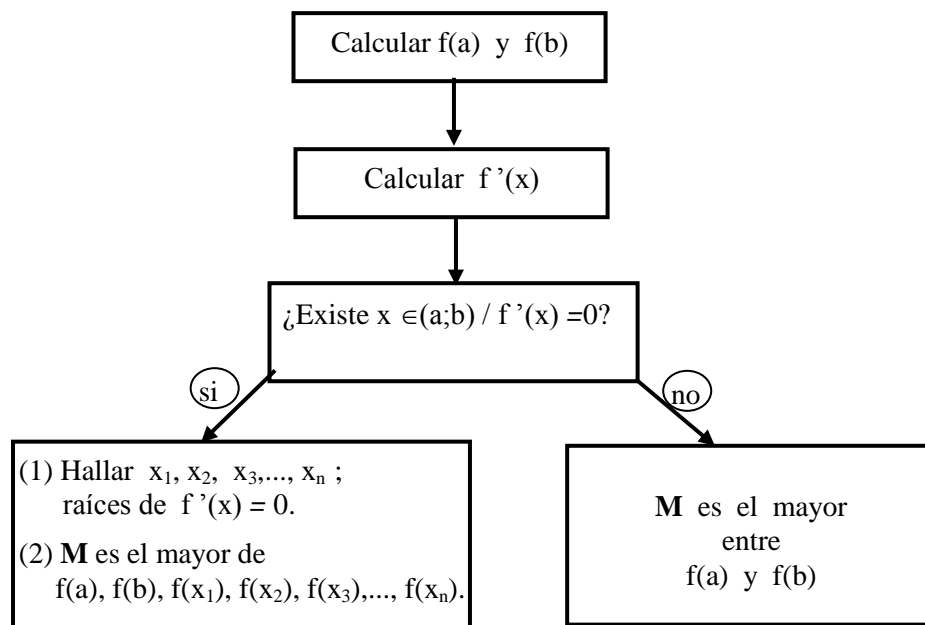 Calcular f(a) y f(b)
Calcular f ’(x)
¿Existe x ∈(a;b) / f ’(x) =0?
si
no
(1) Hallar x₁, x₂, x₃,..., xₙ ;
raíces de f ’(x) = 0.
(2) M es el mayor de
f(a), f(b), f(x₁), f(x₂), f(x₃),..., f(xₙ).
M es el mayor
entre
f(a) y f(b)